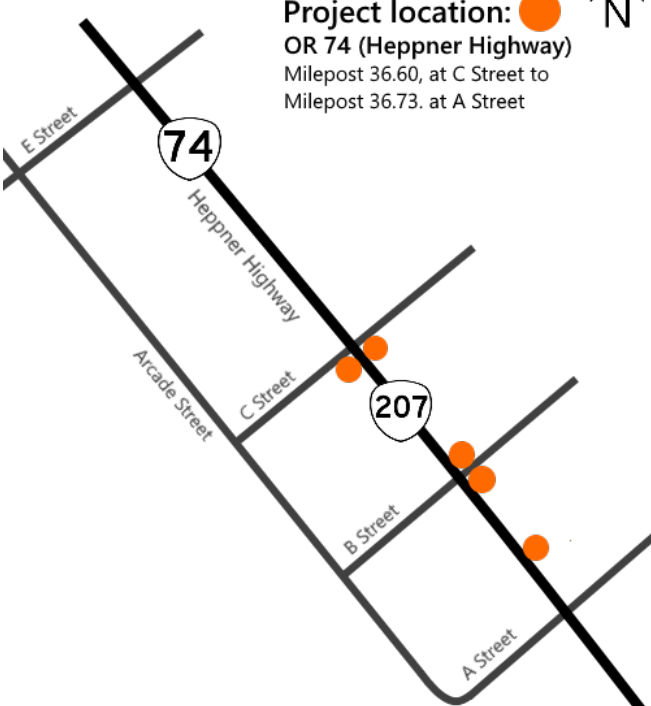 Project location:
N
OR 74 (Heppner Highway)
Milepost 36.60, at C Street to
Milepost 36.73. at A Street
E Street
74
Heppner Highway
Arcade Street
C Street
207
B Street
A Street